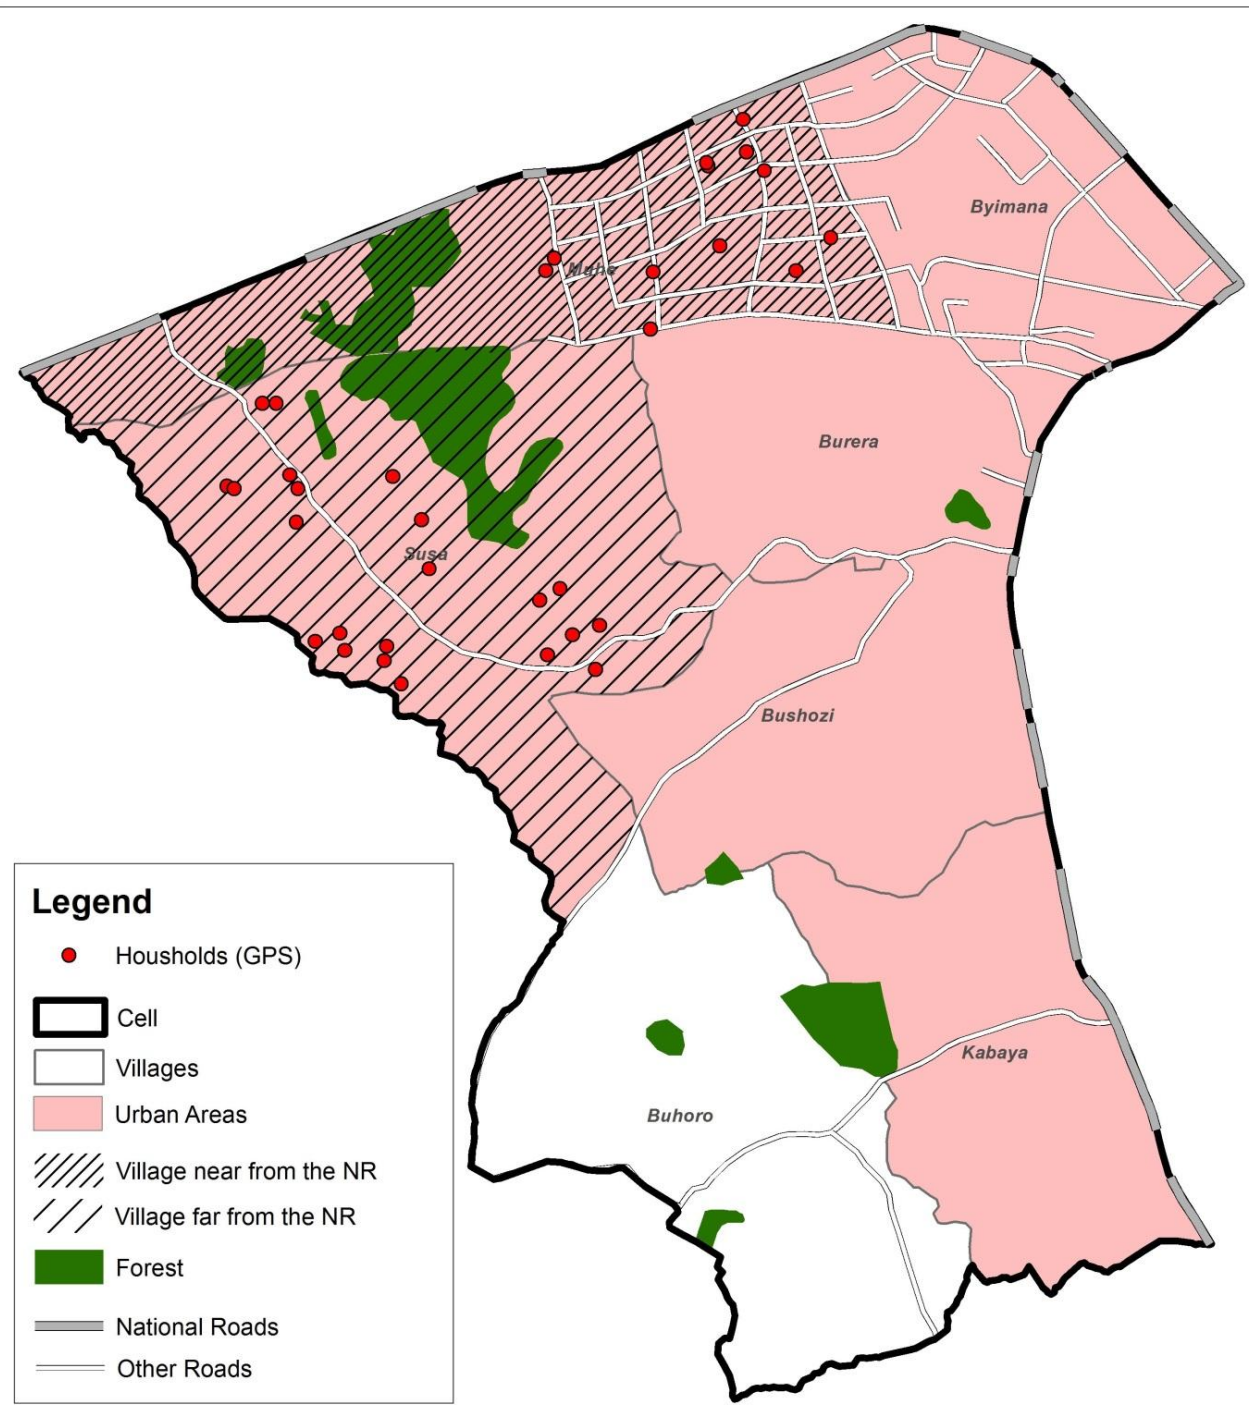 Byimana
Muhe
Burera
Susa
Bushozi
Kabaya
Buhoro
Legend
Housholds (GPS)
Cell
Villages
Urban Areas
Village near from the NR
Village far from the NR
Forest
National Roads
Other Roads